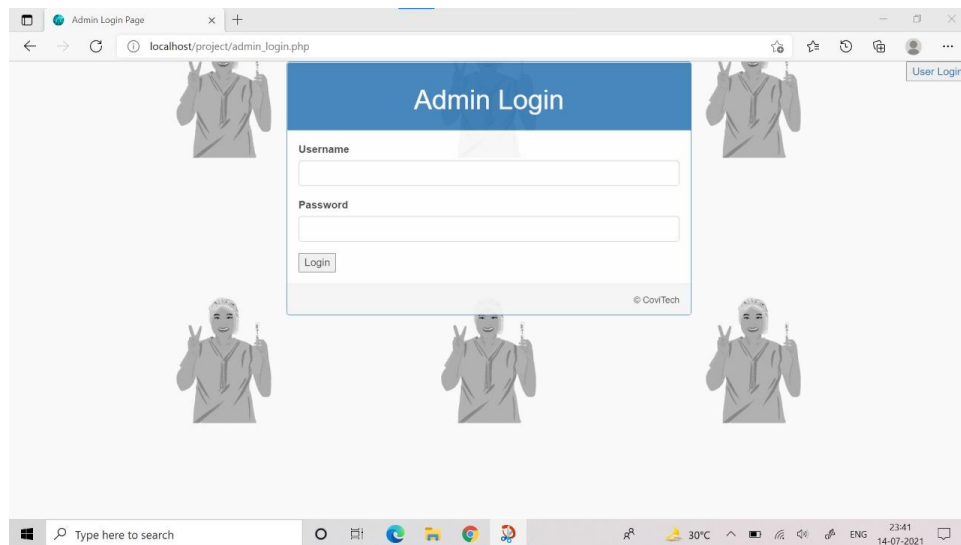 Admin Login Page
localhost/project/admin_login.php
User Login
Admin Login
Username
Password
Login
© CoviTech
Type here to search
30°C
ENG
23:41
14-07-2021